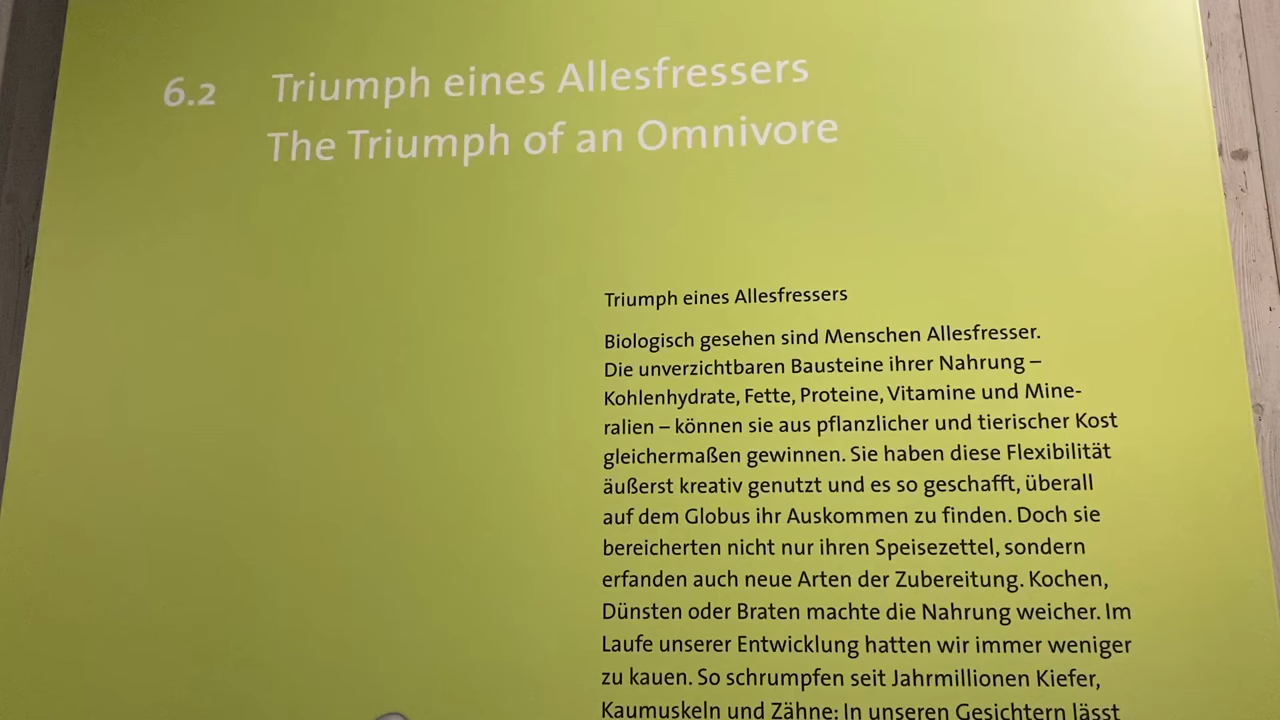 6.2 Triumph eines Allesfressers
The Triumph of an Omnivore
Triumph eines Allesfressers
Biologisch gesehen sind Menschen Allesfresser.
Die unverzichtbaren Bausteine ihrer Nahrung –
Kohlenhydrate, Fette, Proteine, Vitamine und Mine-
ralien – können sie aus pflanzlicher und tierischer Kost
gleichermaßen gewinnen. Sie haben diese Flexibilität
äußerst kreativ genutzt und es so geschafft, überall
auf dem Globus ihr Auskommen zu finden. Doch sie
bereicherten nicht nur ihren Speisezettel, sondern
erfanden auch neue Arten der Zubereitung. Kochen,
Dünsten oder Braten machte die Nahrung weicher. Im
Laufe unserer Entwicklung hatten wir immer weniger
zu kauen. So schrumpfen seit Jahrmillionen Kiefer,
Kaumuskeln und Zähne: In unseren Gesichtern lässt